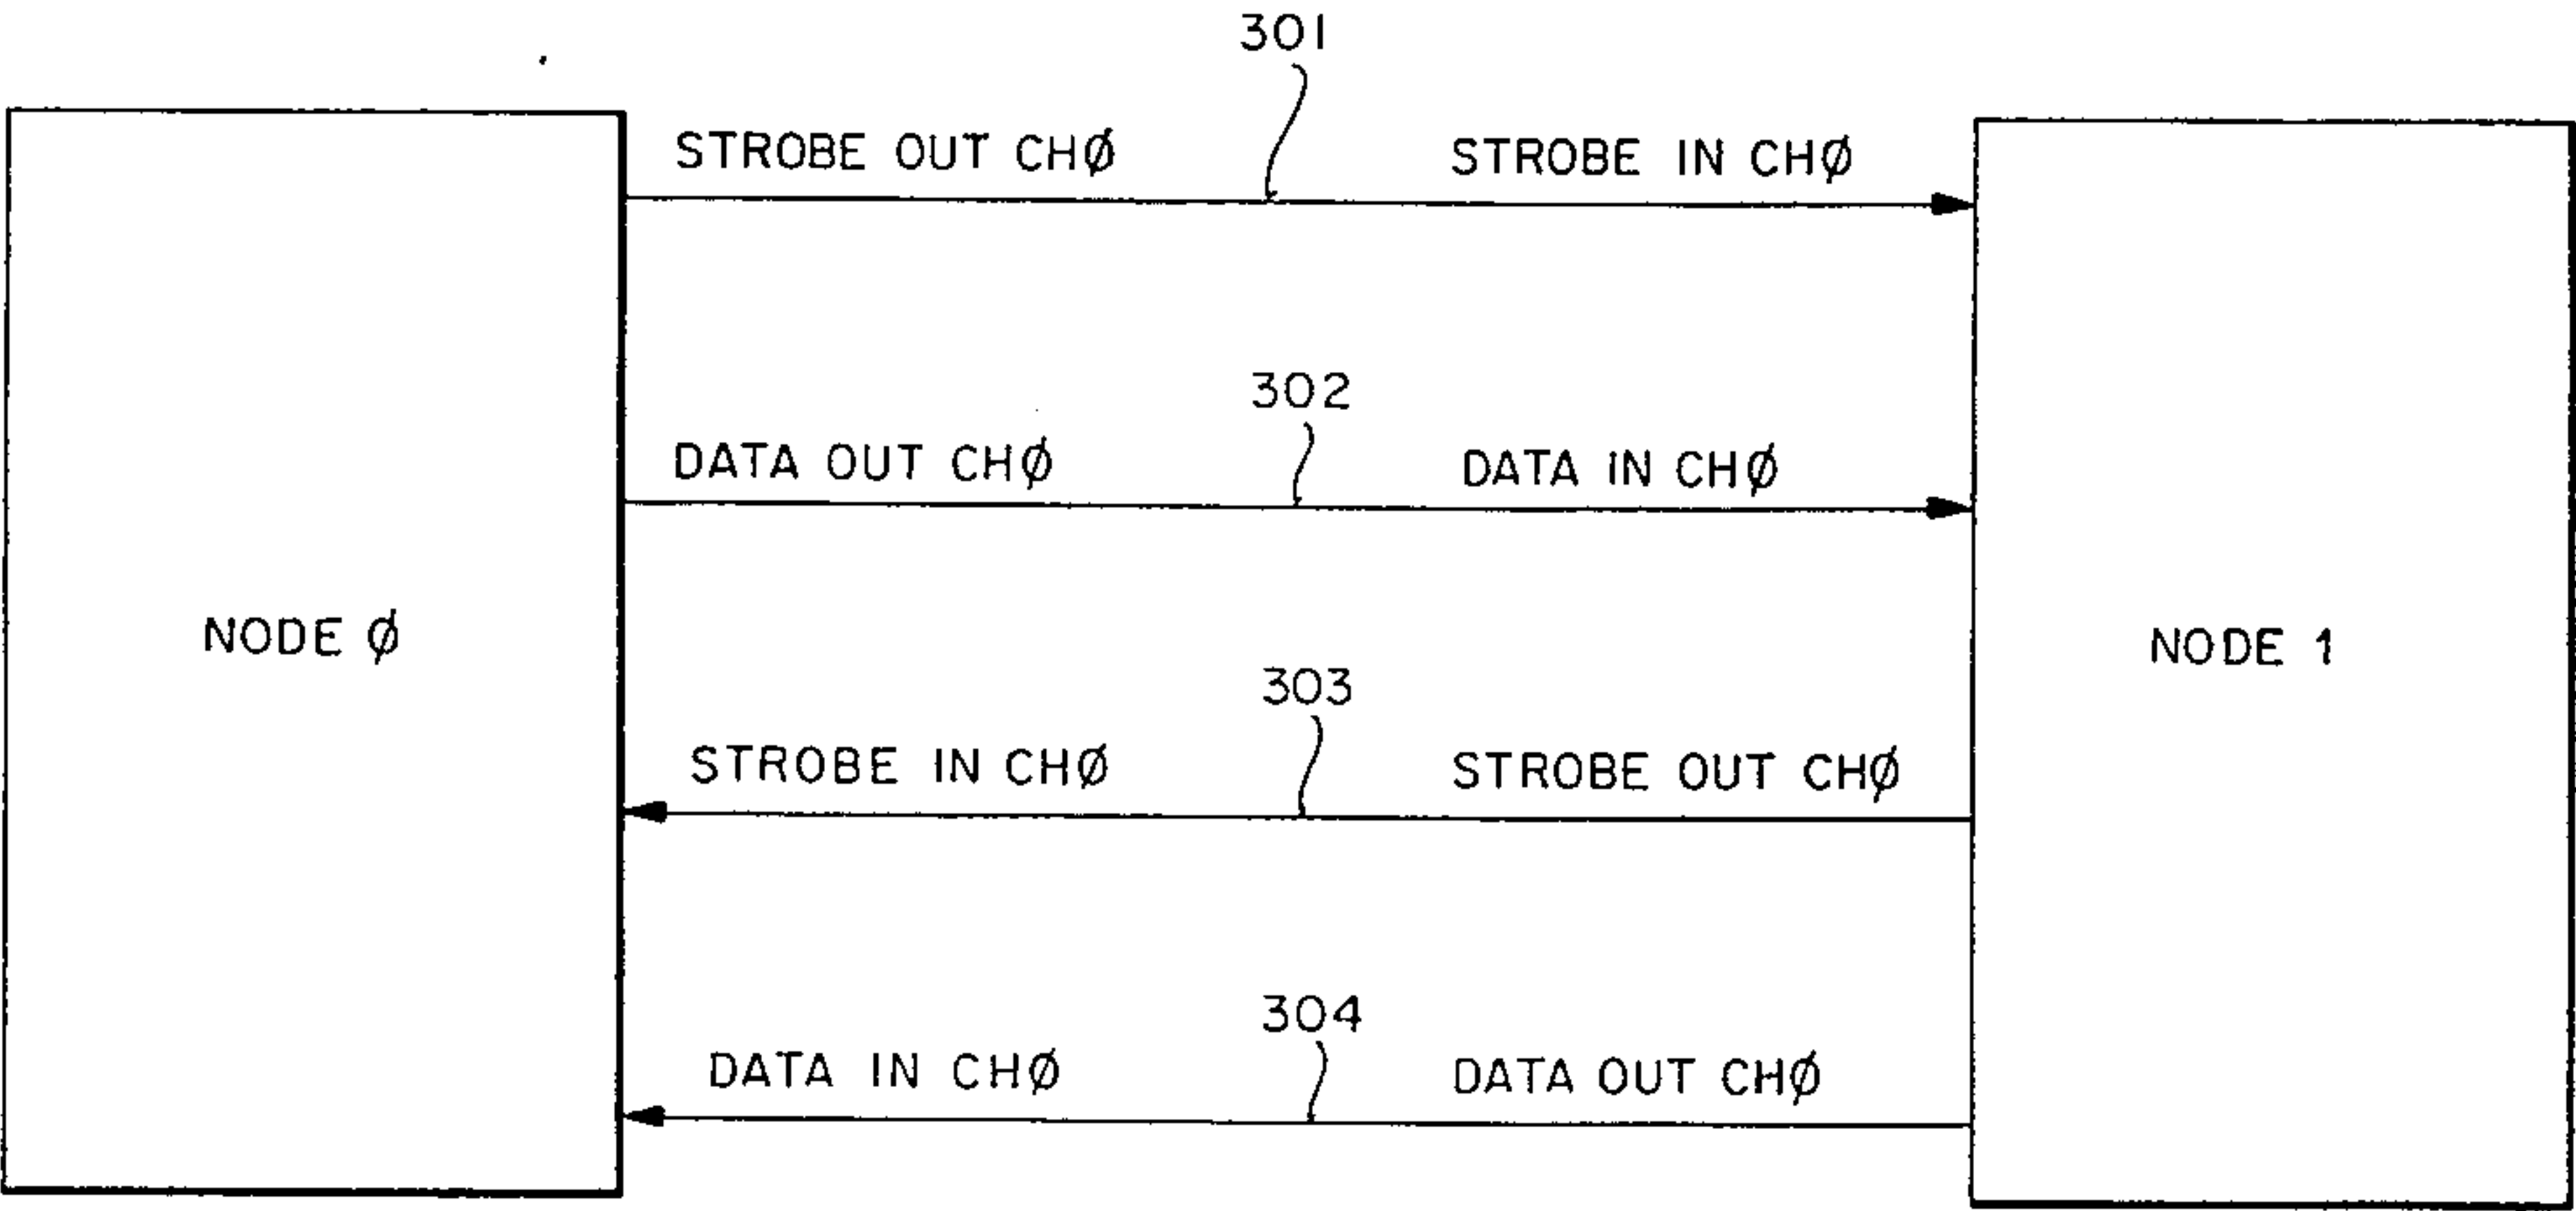 301
STROBE OUT CHØ STROBE IN CHØ
302
DATA OUT CHØ DATA IN CHØ
NODE Ø NODE 1
303
STROBE IN CHØ STROBE OUT CHØ
304
DATA IN CHØ DATA OUT CHØ